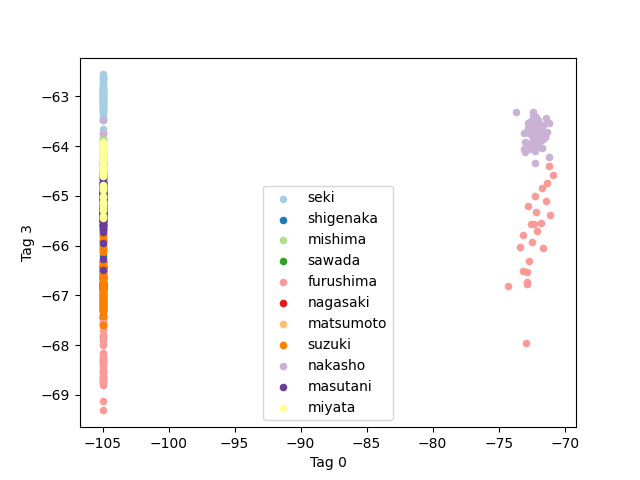 −63
−64
−65
−66
−67
−68
−69
Tag 3
seki
shigenaka
mishima
sawada
furushima
nagasaki
matsumoto
suzuki
nakasho
masutani
miyata
−105 −100 −95 −90 −85 −80 −75 −70
Tag 0